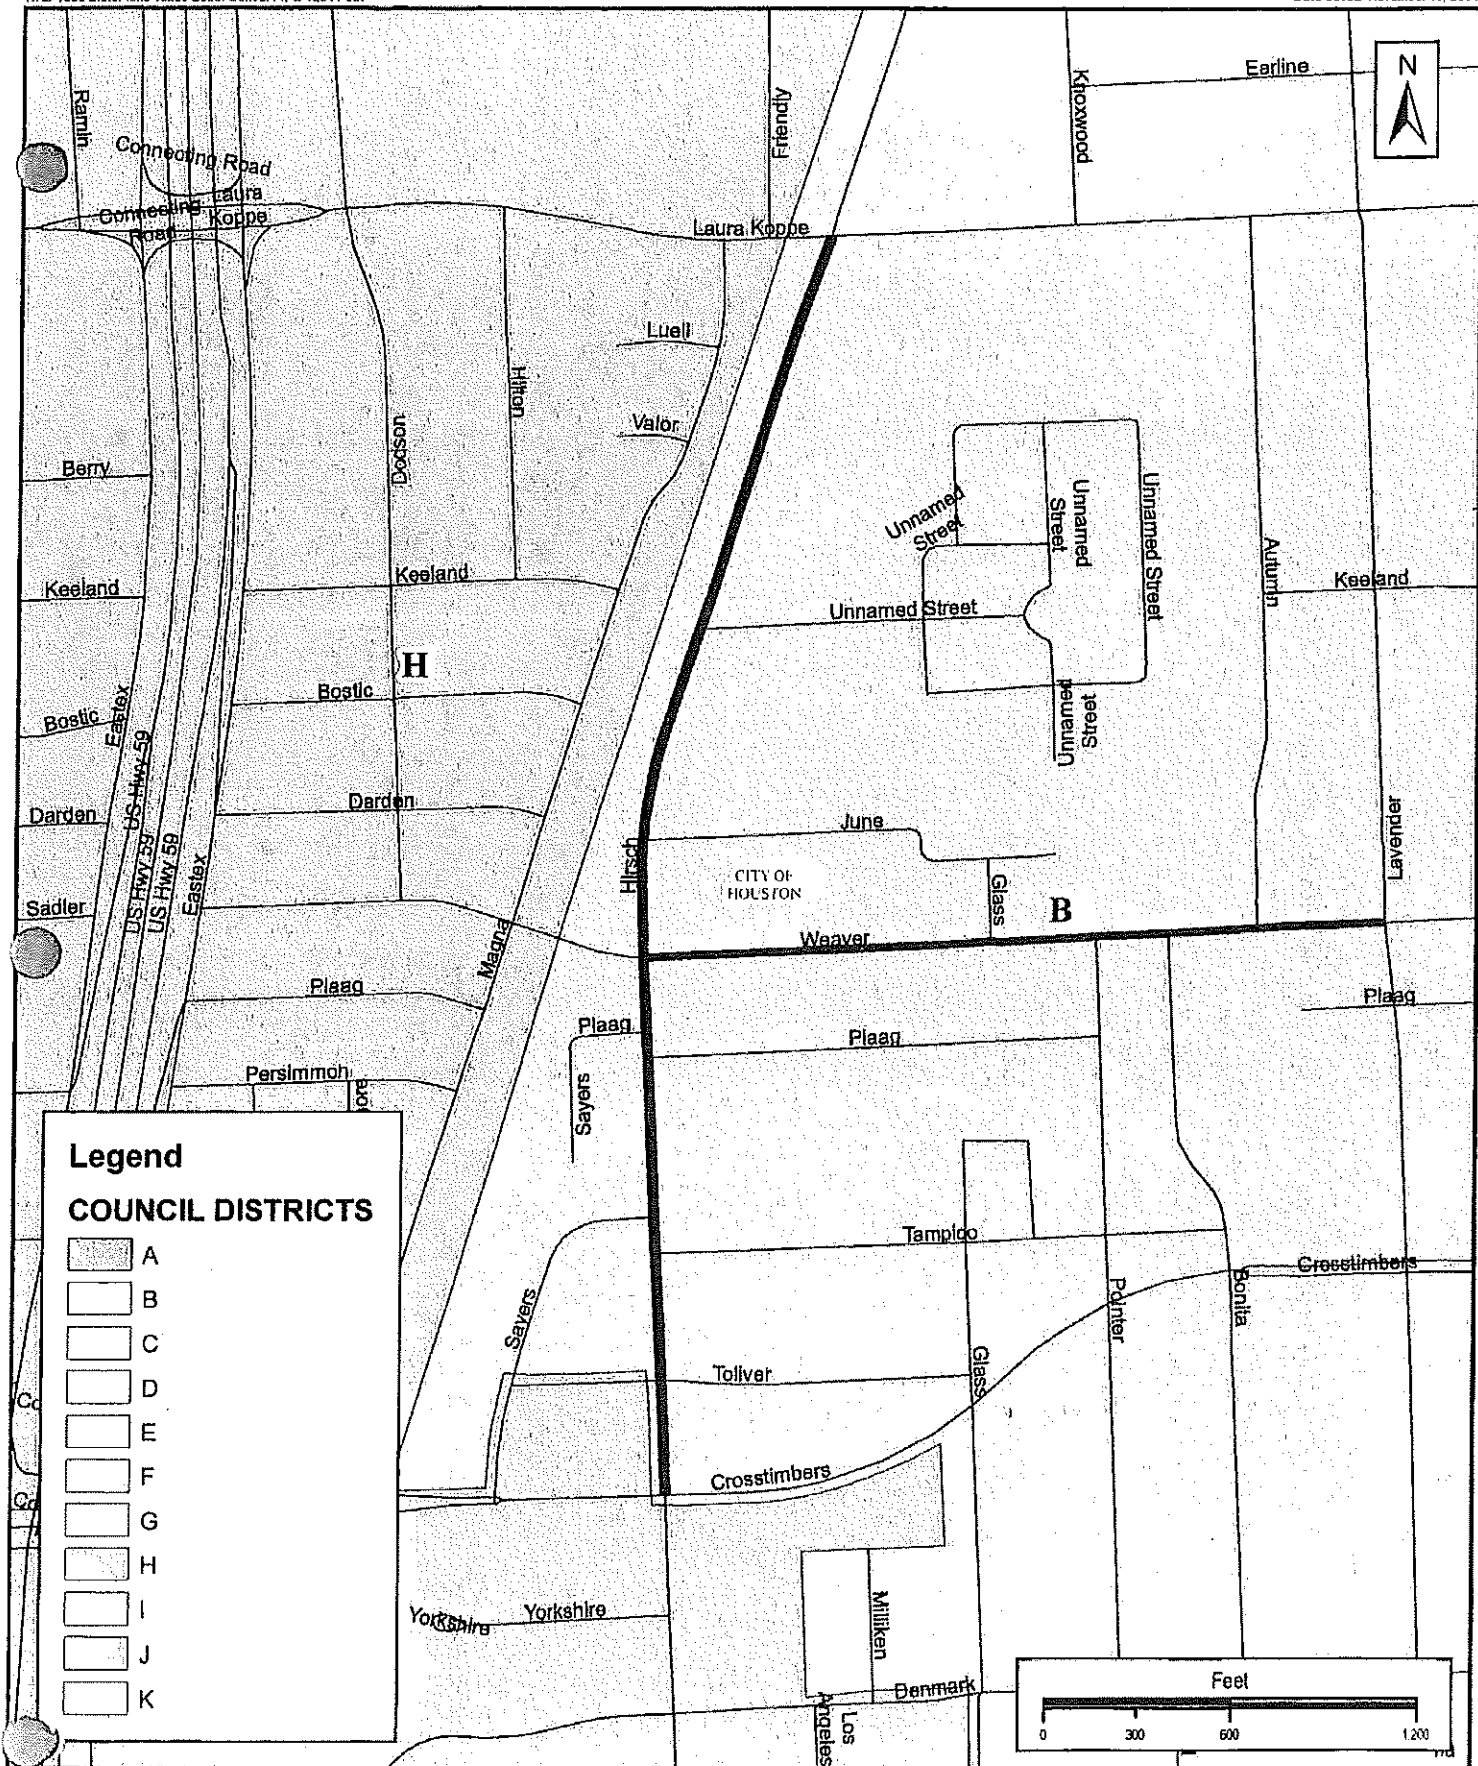 Earline
N
Ramin
Friendly
Knoxwood
Connecting Road
Laura
Connecting
Koppe
Road
Laura Koppe
Luell
Hilton
Valor
Dodson
Berry
Unnamed
Street
Unnamed
Street
Unnamed Street
Autumn
Keeland
Keeland
Keeland
Unnamed Street
H
Bostic
Bostic
Eastex
Unnamed
Street
US Hwy 59
Darden
Darden
June
Lavender
Hirsch
US Hwy 59
US Hwy 59
Eastex
CITY OF
HOUSTON
Glass
B
Sadler
Weaver
Magna
Plaag
Plaag
Plaag
Plaag
Sayers
Persimmon
Legend
COUNCIL DISTRICTS
A
B
C
D
E
F
G
H
I
J
K
Tampico
Crosstimbers
Pointer
Bonita
Sayers
Toliver
Glass
Crosstimbers
Yorkshire
Yorkshire
Milliken
Denmark
Los
Angeles
Feet
0 300 600 1,200